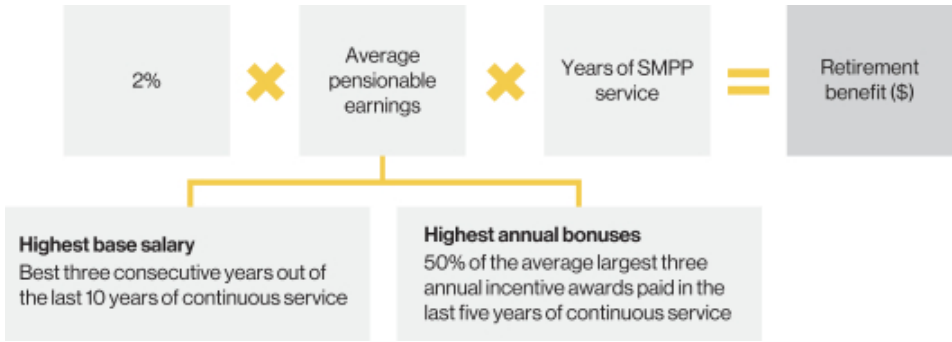 2%
Average
pensionable
earnings
Years of SMPP
service
Retirement
benefit ($)
Highest base salary
Best three consecutive years out of
the last 10 years of continuous service
Highest annual bonuses
50% of the average largest three
annual incentive awards paid in the
last five years of continuous service